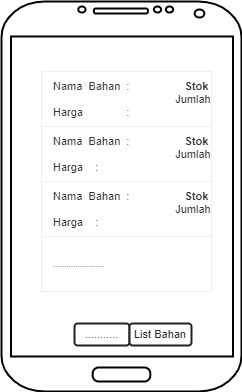 Nama Bahan : Stok
Jumlah
Harga :
Nama Bahan : Stok
Jumlah
Harga :
Nama Bahan : Stok
Jumlah
Harga :
......................
........... List Bahan